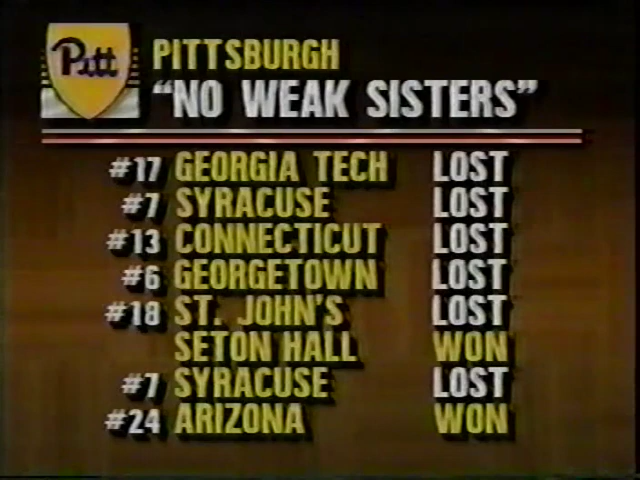 Pitt
PITTSBURGH
"NO WEAK SISTERS"
#17 GEORGIA TECH LOST
#7 SYRACUSE LOST
#13 CONNECTICUT LOST
#6 GEORGETOWN LOST
#18 ST. JOHN'S LOST
SETON HALL WON
#7 SYRACUSE LOST
#24 ARIZONA WON